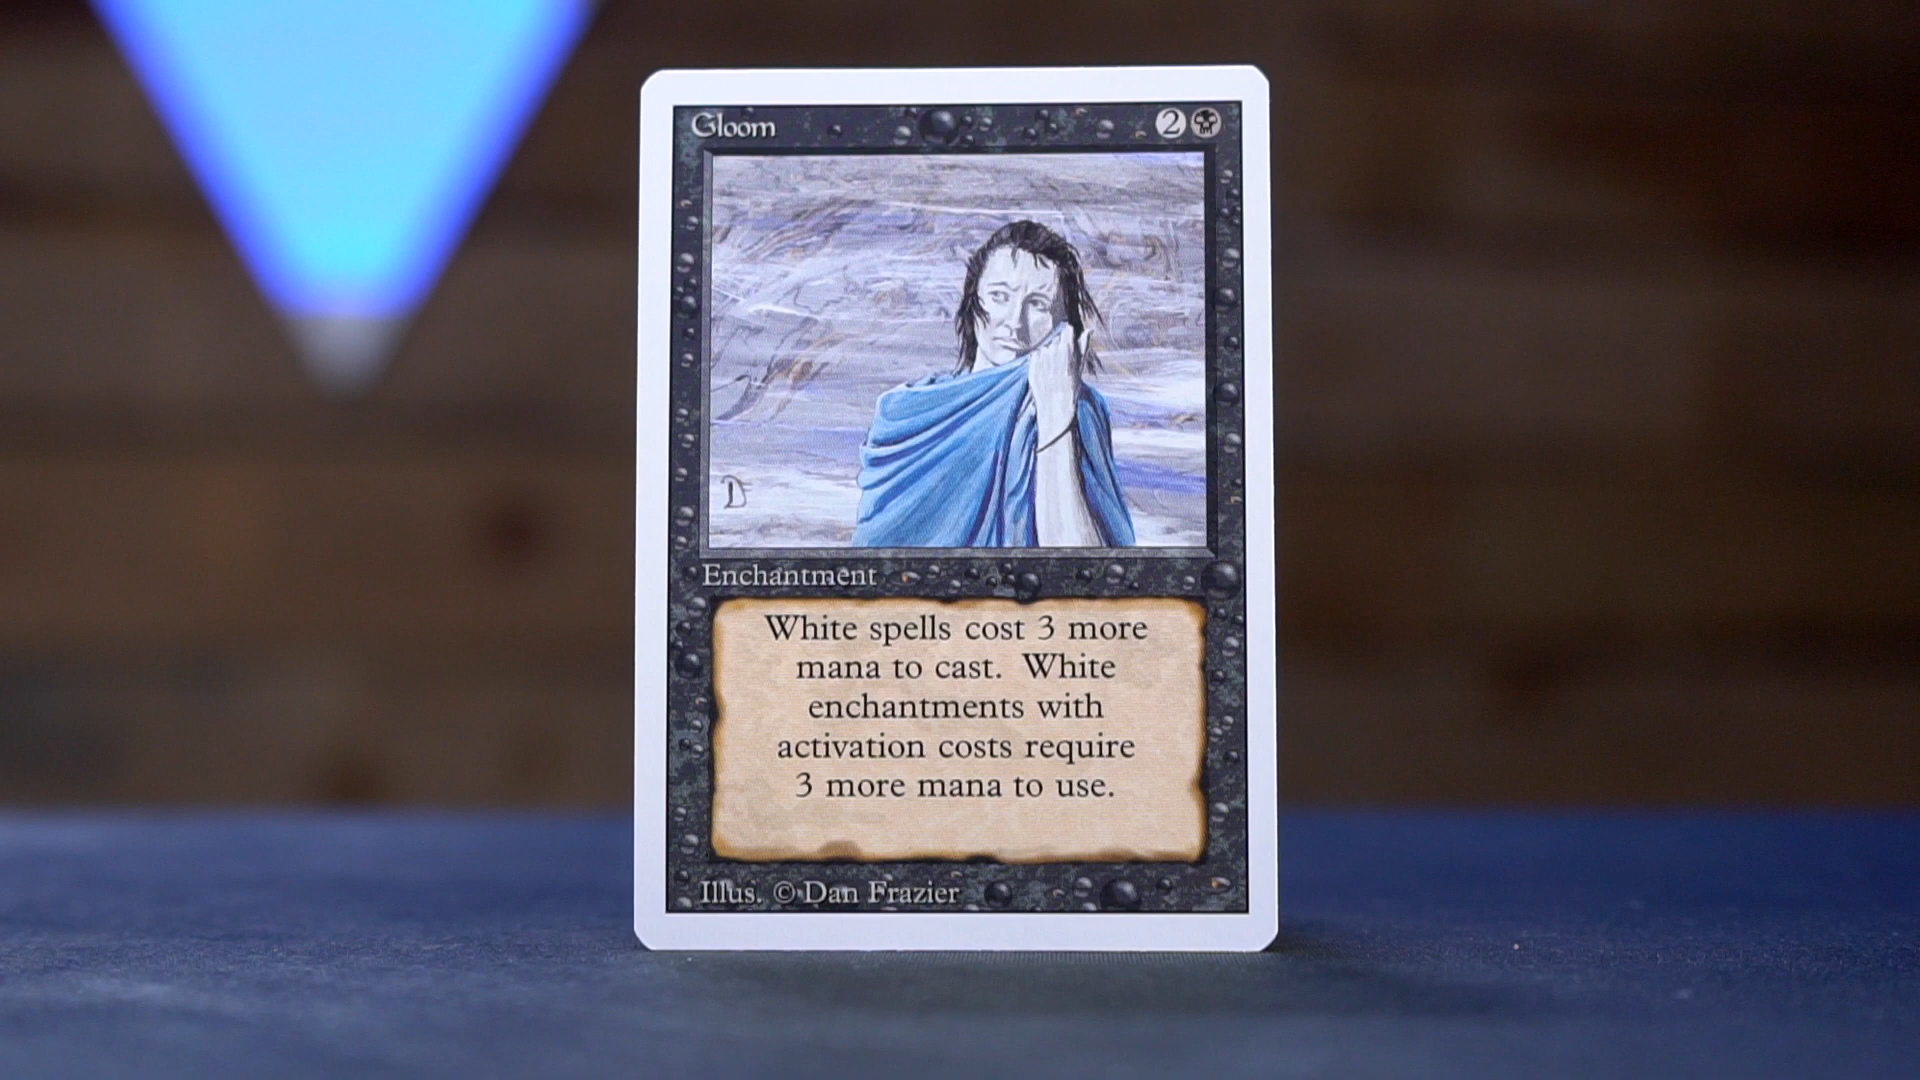 Gloom 2
D
Enchantment
White spells cost 3 more
mana to cast. White
enchantments with
activation costs require
3 more mana to use.
Illus. © Dan Frazier